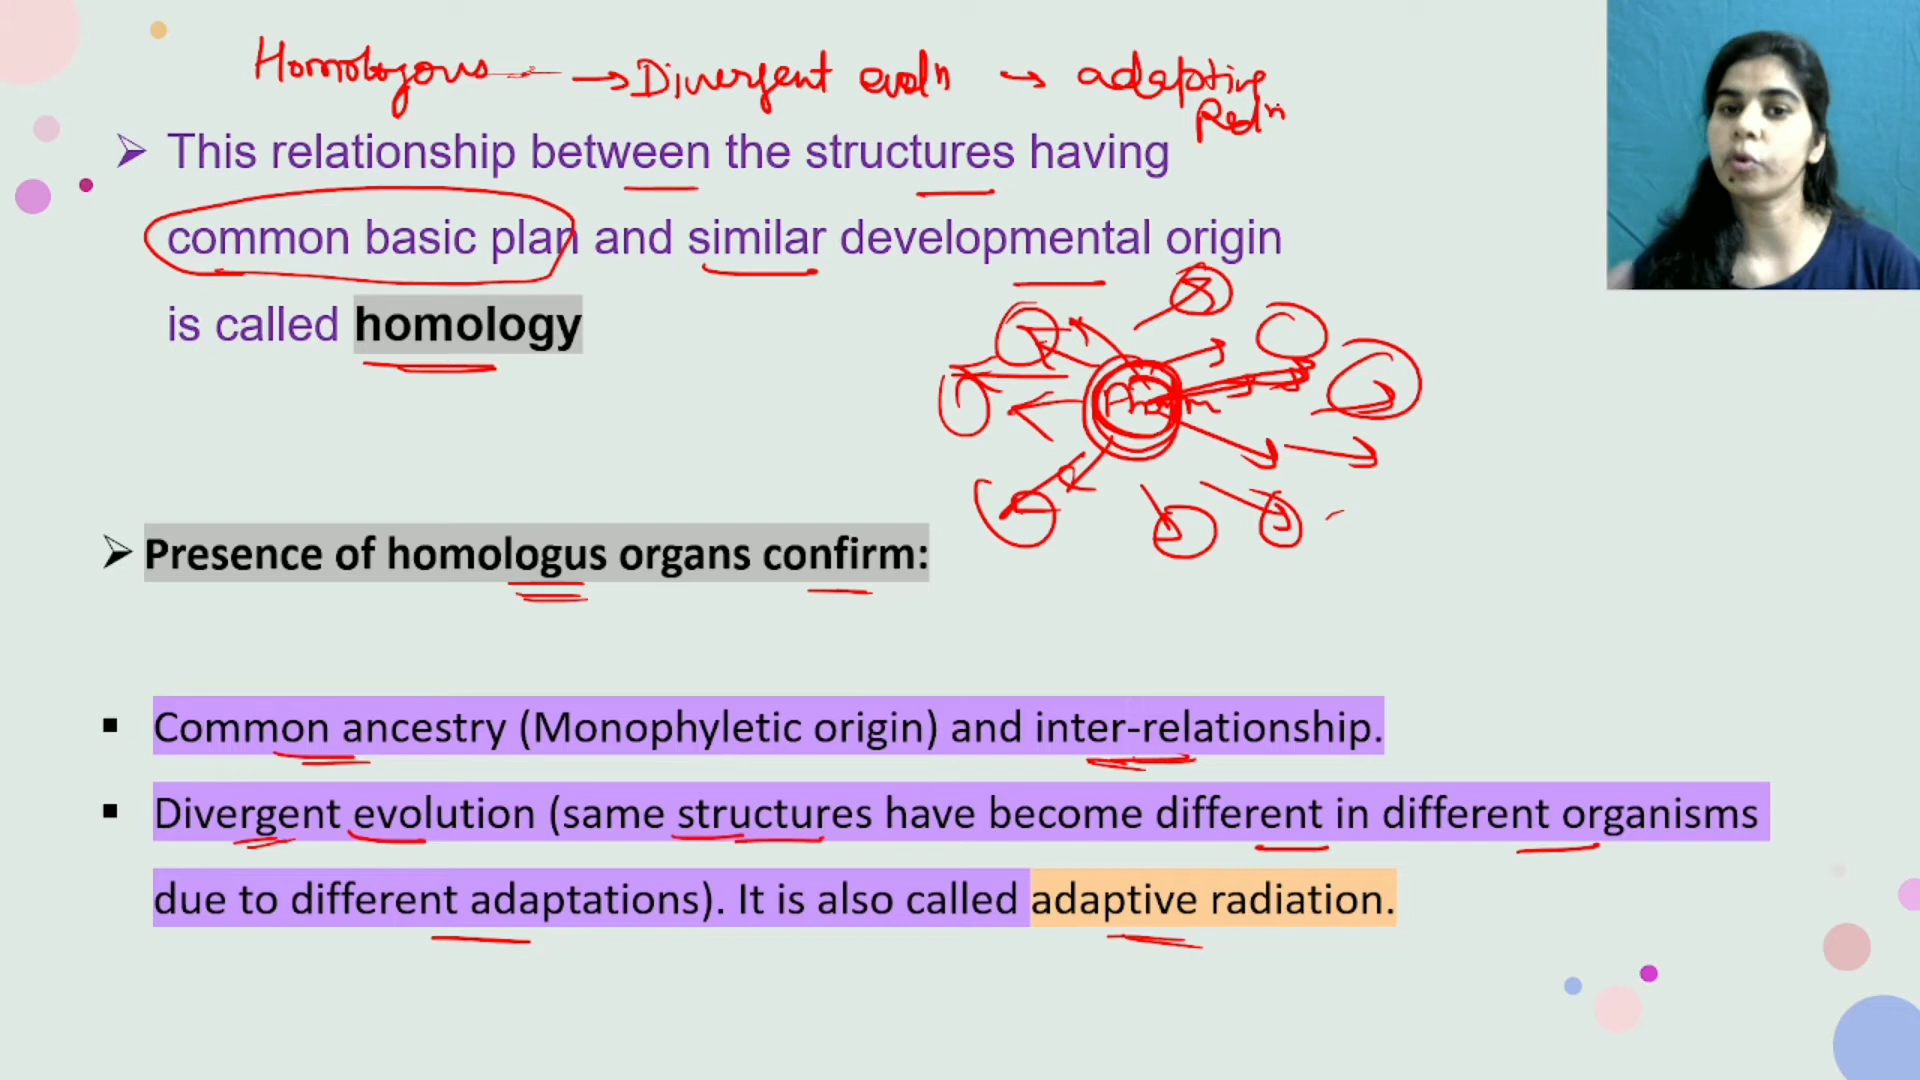 Homologous → Divergent evoln → adaptive
Radn
➢ This relationship between the structures having
common basic plan and similar developmental origin
is called homology
➢ Presence of homologus organs confirm:
▪ Common ancestry (Monophyletic origin) and inter-relationship.
▪ Divergent evolution (same structures have become different in different organisms
due to different adaptations). It is also called adaptive radiation.